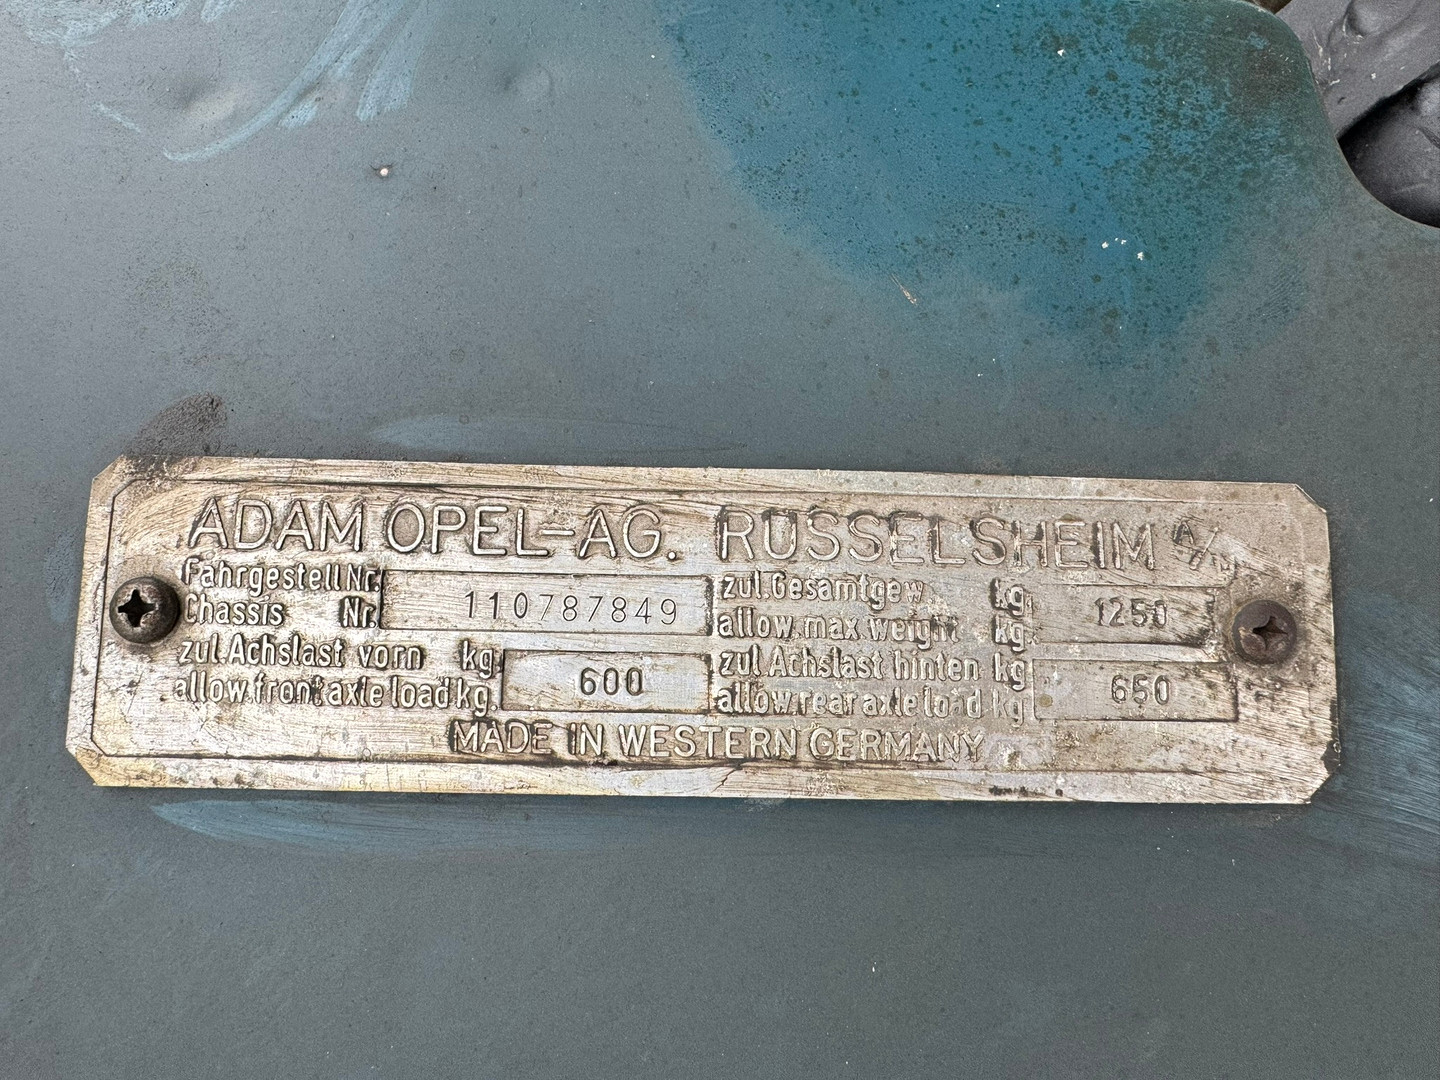 ADAM OPEL-AG. RÜSSELSHEIM A/M
Fahrgestell Nr. 110787849 zul. Gesamtgew kg 1250
Chassis Nr. allow. max. weight kg.
zul. Achslast vorn kg 600 zul. Achslast hinten kg 650
allow. front axle load kg. allow. rear axle load kg
MADE IN WESTERN GERMANY